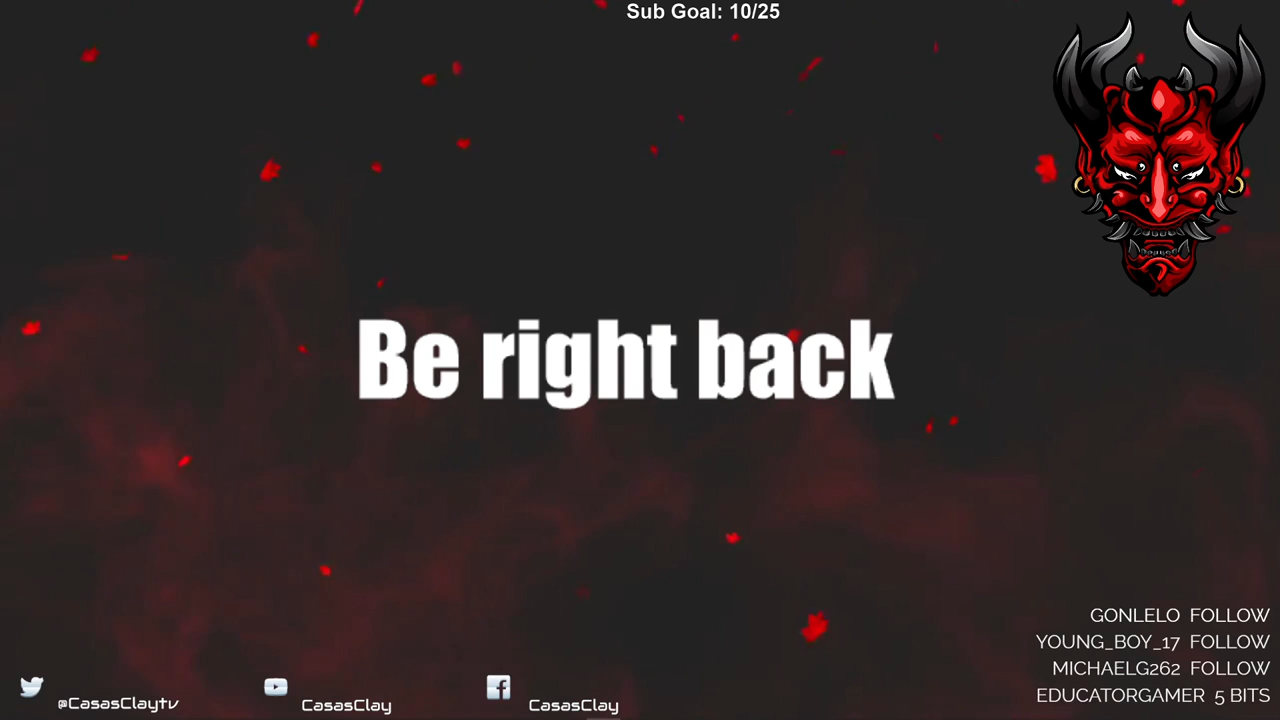 Sub Goal: 10/25
Be right back
GONLELO FOLLOW
YOUNG_BOY_17 FOLLOW
MICHAELG262 FOLLOW
EDUCATORGAMER 5 BITS
@CasasClaytv
CasasClay
CasasClay